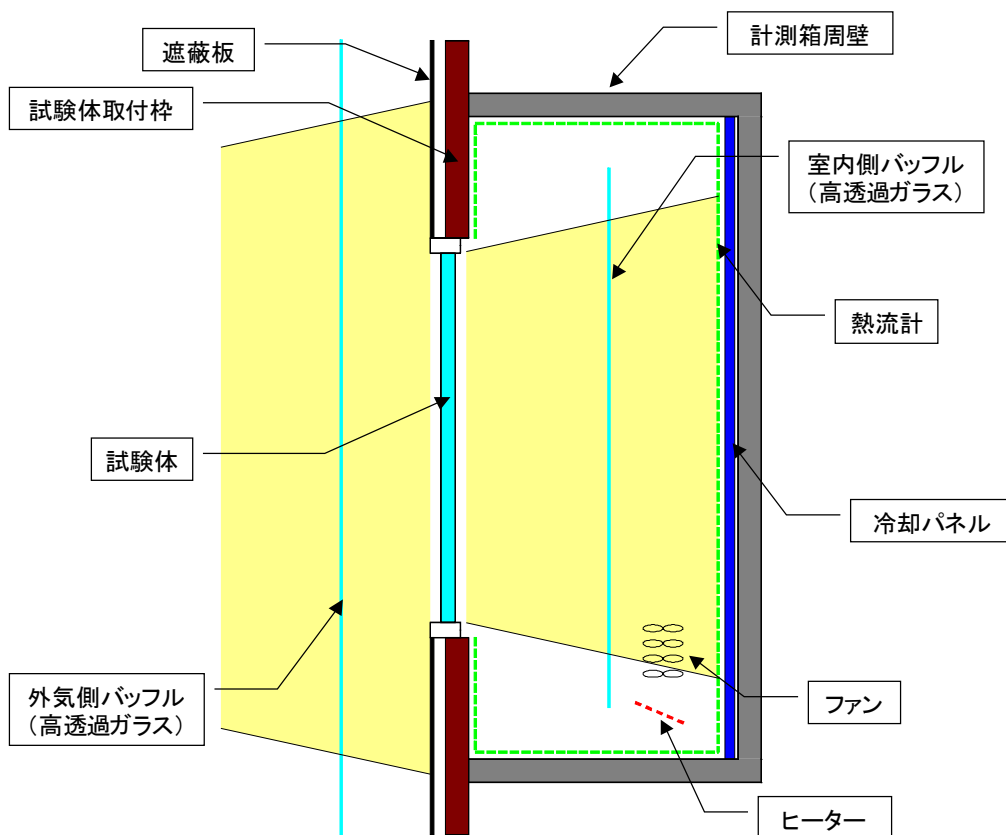 遮蔽板
計測箱周壁
試験体取付枠
室内側バッフル
（高透過ガラス）
熱流計
試験体
冷却パネル
外気側バッフル
（高透過ガラス）
ファン
ヒーター